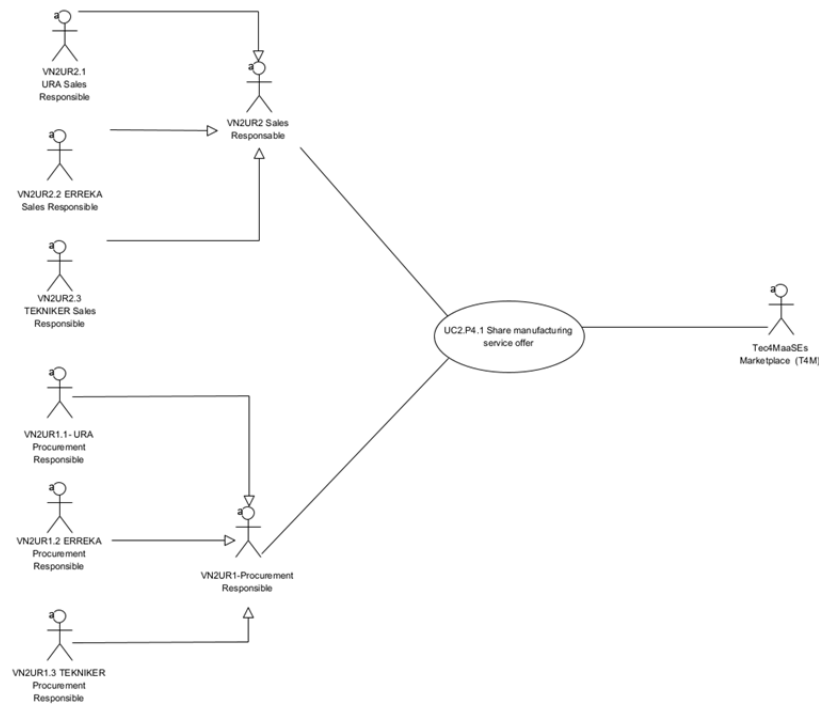 a
VN2UR2.1
URA Sales
Responsible
a
VN2UR2 Sales
Responsable
a
VN2UR2.2 ERREKA
Sales Responsible
a
VN2UR2.3
TEKNIKER Sales
Responsible
UC2.P4.1 Share manufacturing
service offer
a
Tec4MaaSEs
Marketplace (T4M)
a
VN2UR1.1- URA
Procurement
Responsible
a
VN2UR1.2 ERREKA
Procurement
Responsible
a
VN2UR1-Procurement
Responsible
a
VN2UR1.3 TEKNIKER
Procurement
Responsible